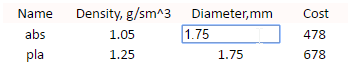 Name Density, g/sm^3 Diameter,mm Cost
abs 1.05 1.75 478
pla 1.25 1.75 678